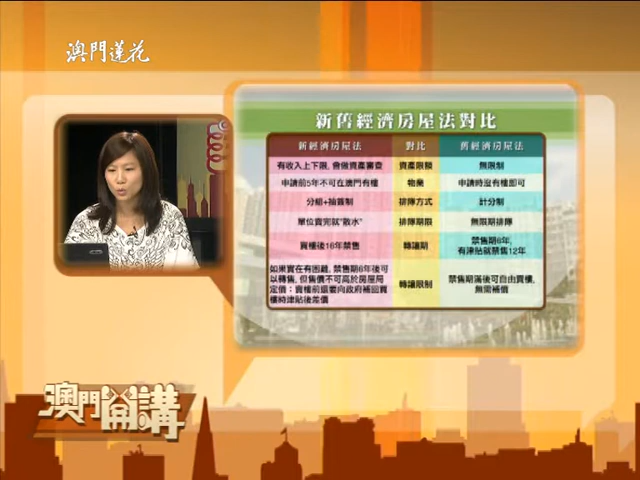 澳門蓮花
新舊經濟房屋法對比
新經濟房屋法 對比 舊經濟房屋法
有收入上下限, 會做資產審查 資產限額 無限制
申請前5年不可在澳門有樓 物業 申請時沒有樓即可
分組+抽簽制 排隊方式 計分制
單位賣完就"散水" 排隊期限 無限期排隊
買樓後16年禁售 轉讓期 禁售期6年,
有津貼就禁售12年
如果實在有困難, 禁售期6年後可
以轉售, 但售價不可高於房屋局
定價：賣樓前還要向政府補回買
樓時津貼後差價
轉讓限制 禁售期滿後可自由買樓,
無需補價
澳門開講